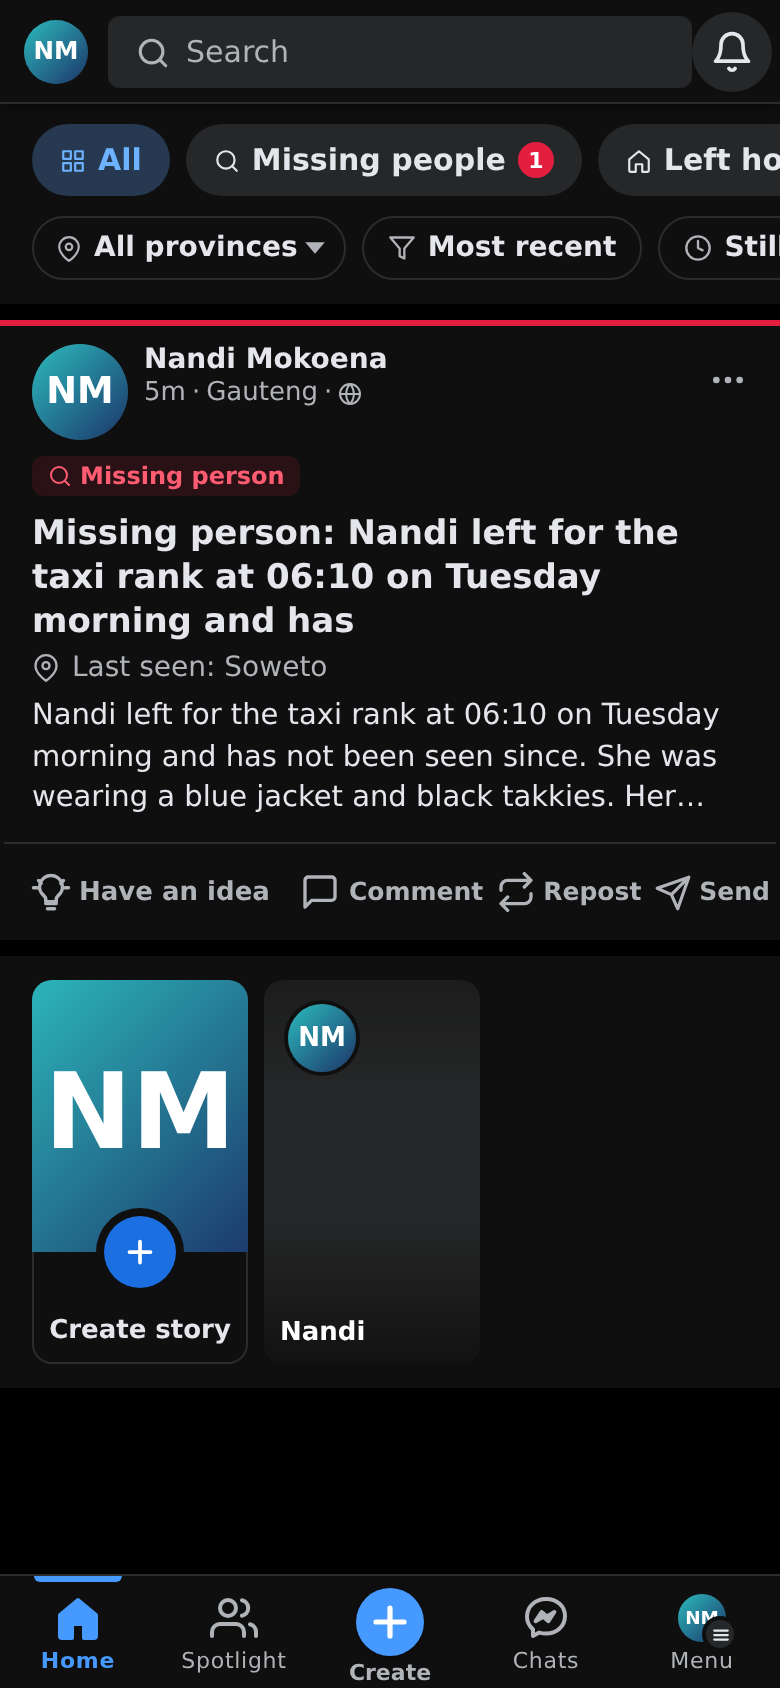 NM
Search
All
Missing people 1
Left ho
All provinces
Most recent
Still
NM
Nandi Mokoena
5m · Gauteng ·
Missing person
Missing person: Nandi left for the
taxi rank at 06:10 on Tuesday
morning and has
Last seen: Soweto
Nandi left for the taxi rank at 06:10 on Tuesday
morning and has not been seen since. She was
wearing a blue jacket and black takkies. Her…
Have an idea
Comment
Repost
Send
NM
Create story
NM
Nandi
Home
Spotlight
Create
Chats
NM
Menu